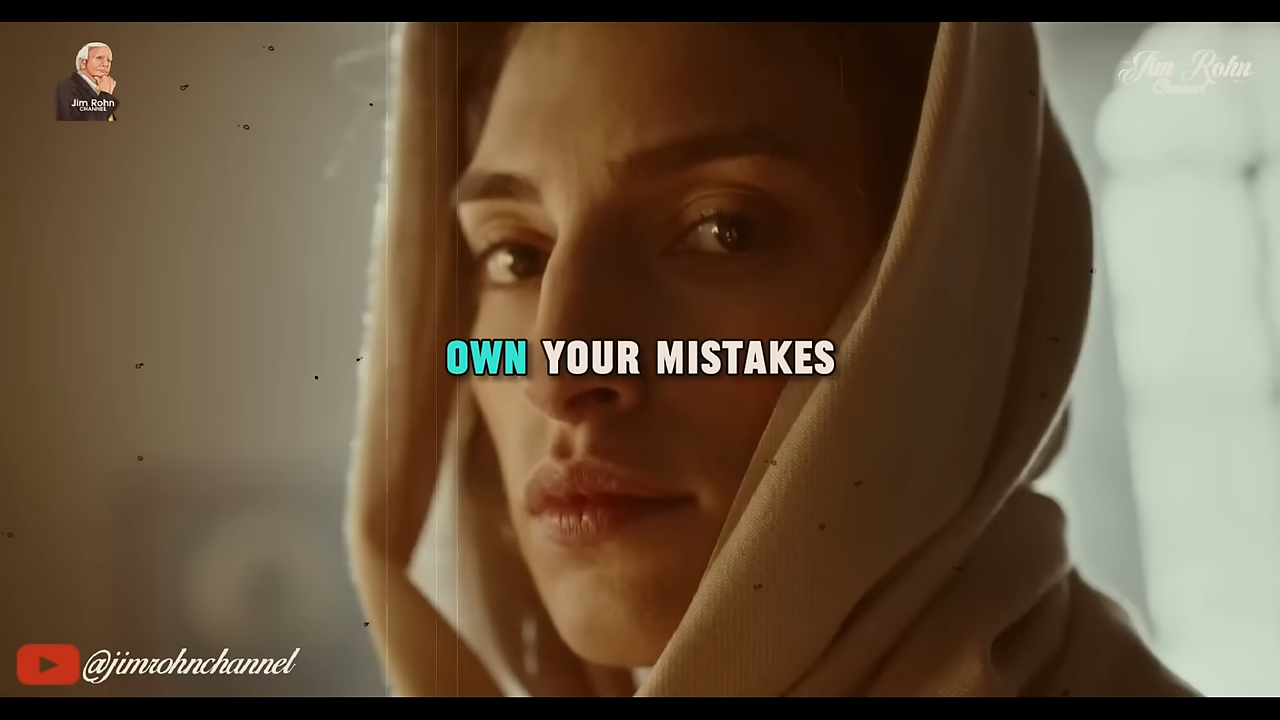 Jim Rohn
CHANNEL
Jim Rohn
Channel
OWN YOUR MISTAKES
@jimrohnchannel